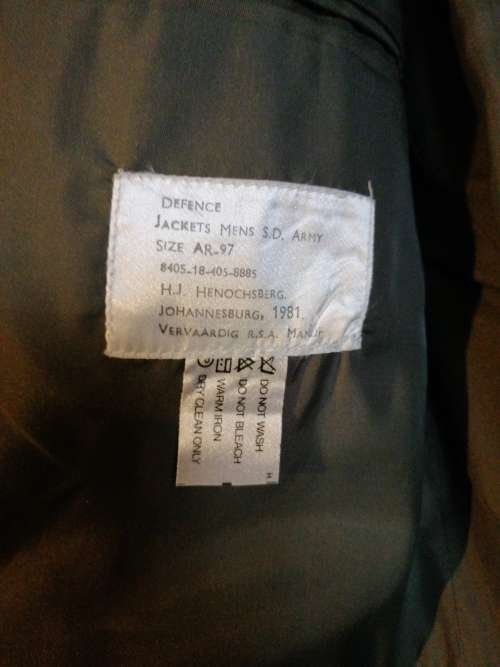 DEFENCE
JACKETS MENS S.D. ARMY
SIZE AR-97
8405-18-405-8885
H.J. HENOCHSBERG.
JOHANNESBURG, 1981.
VERVAARDIG R.S.A. MANUF.
DO NOT WASH
DO NOT BLEACH
WARM IRON
DRY CLEAN ONLY
H